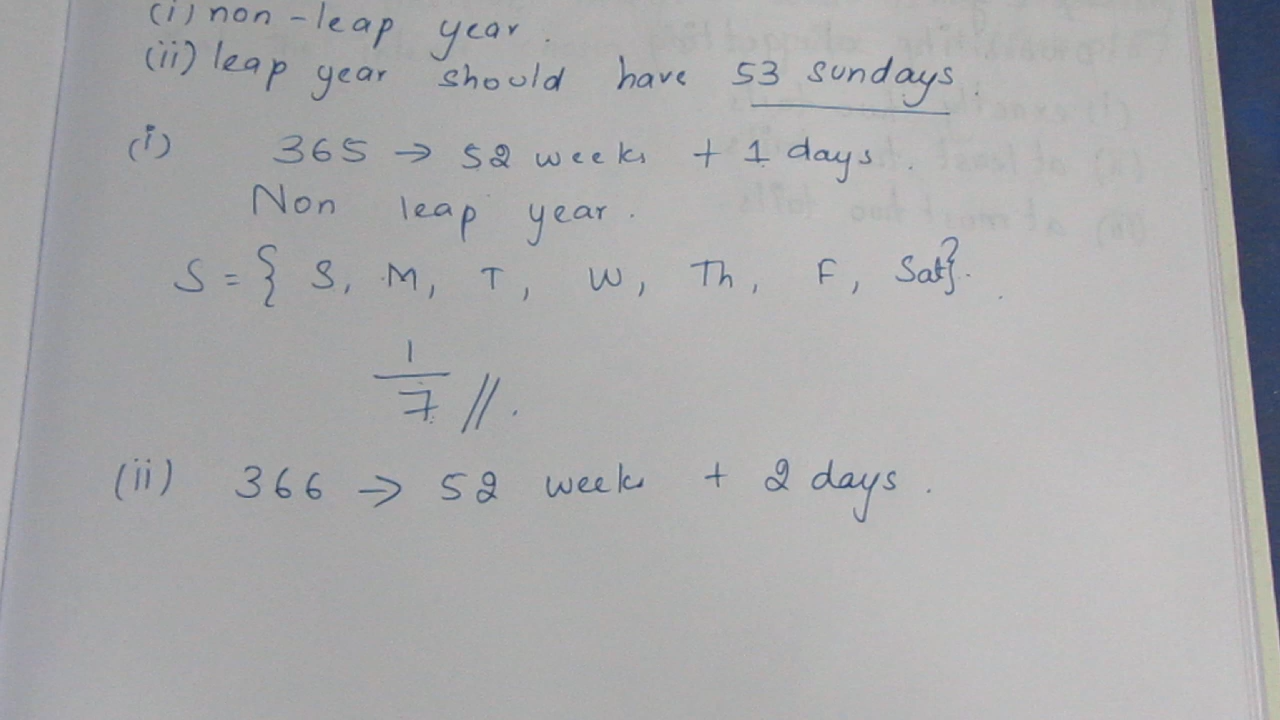 (i) non-leap year.
(ii) leap year should have 53 sundays.
(i) 365 → 52 weeks + 1 days.
Non leap year.
S = { S, M, T, W, Th, F, Sat}.
1/7 //.
(ii) 366 → 52 weeks + 2 days.